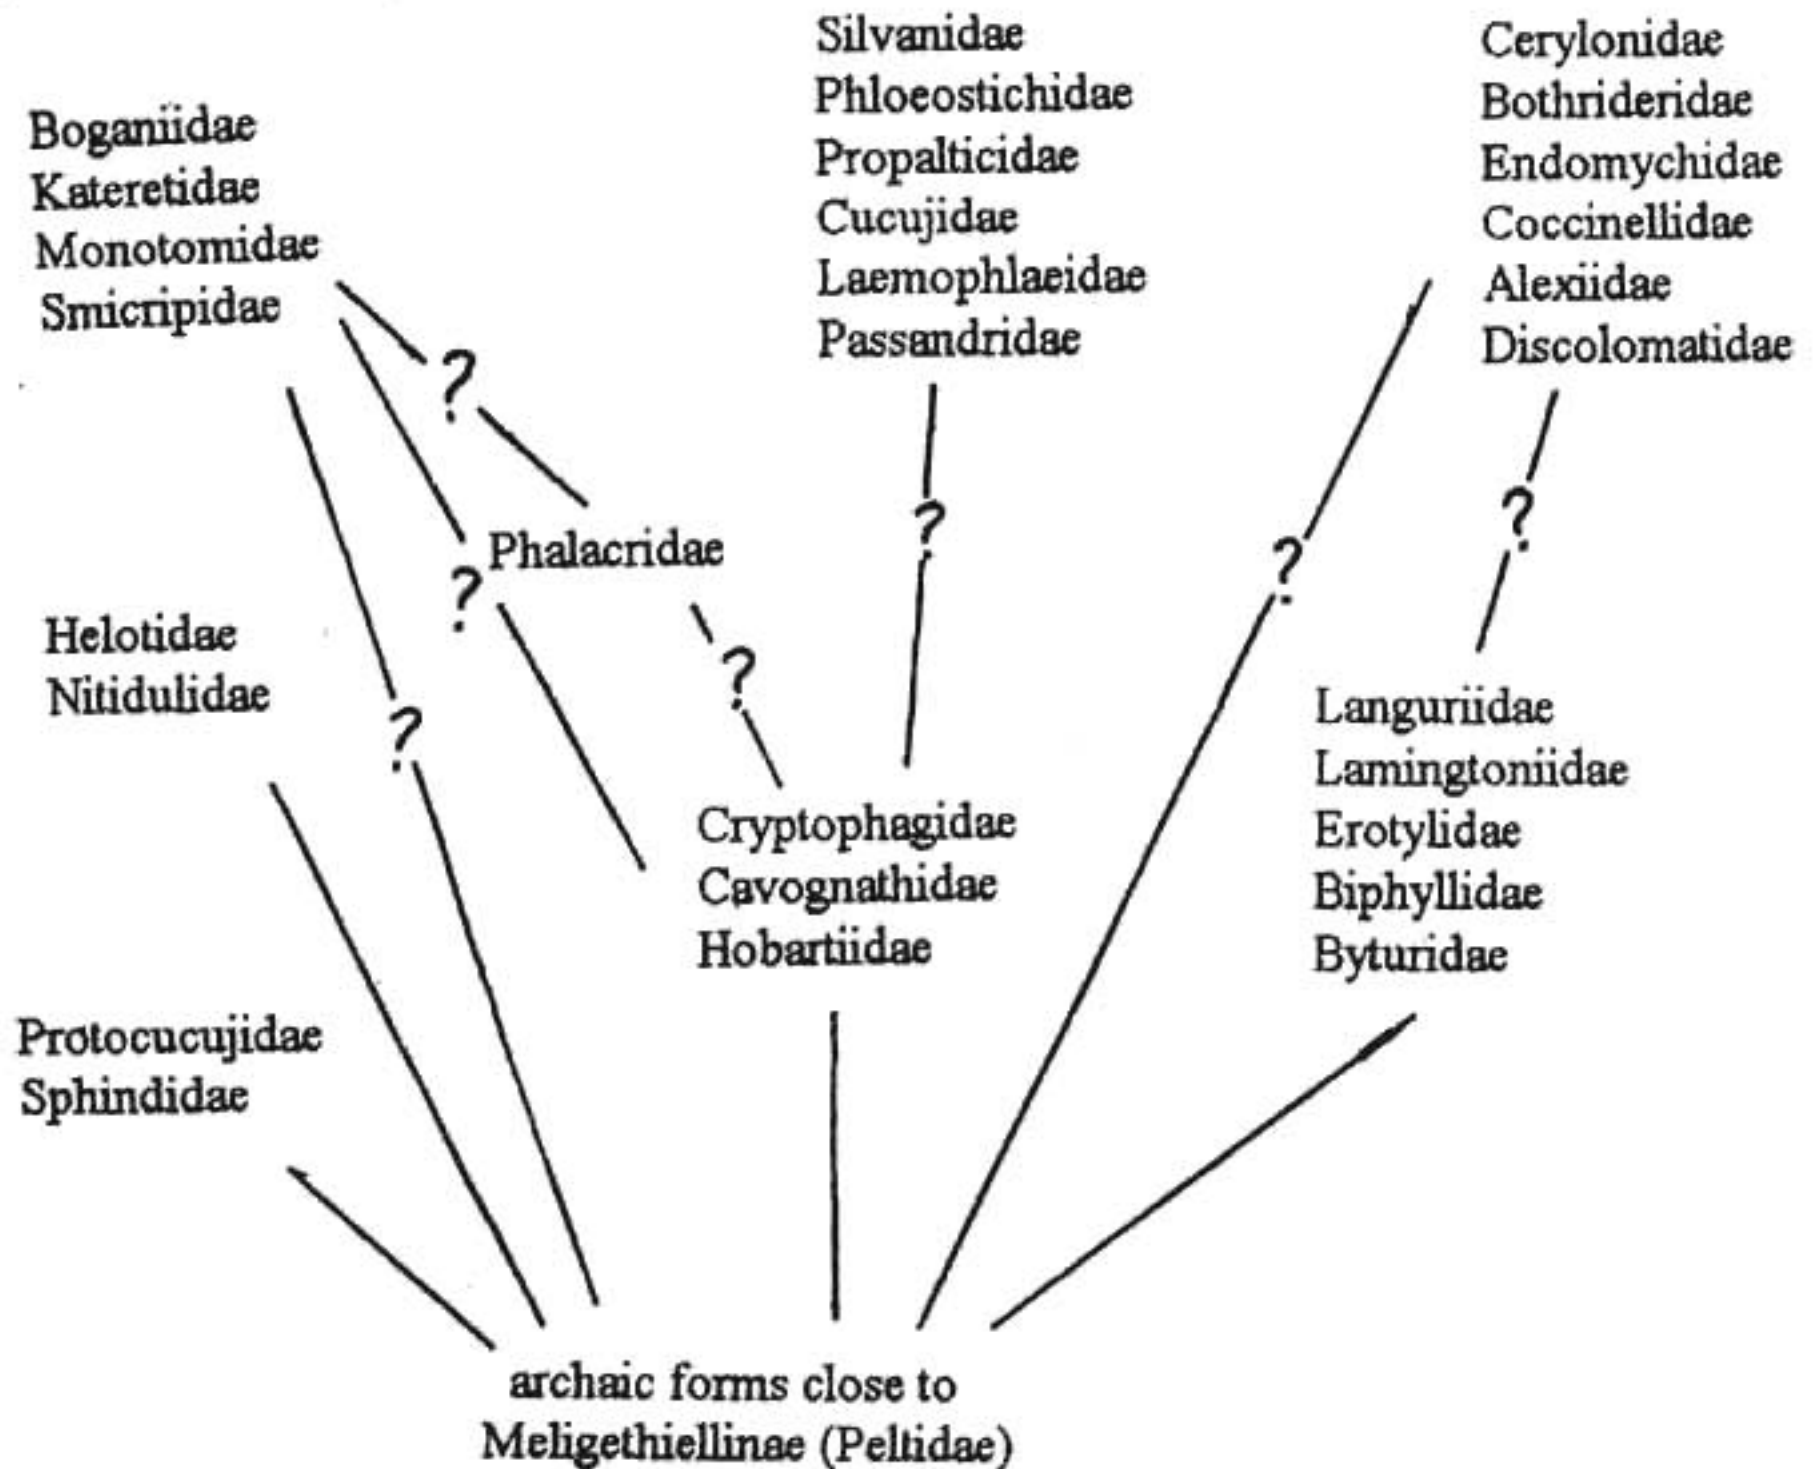 Boganiidae
Kateretidae
Monotomidae
Smicripidae
Silvanidae
Phloeostichidae
Propalticidae
Cucujidae
Laemophlaeidae
Passandridae
Cerylonidae
Bothrideridae
Endomychidae
Coccinellidae
Alexiidae
Discolomatidae
?
?
?
?
?
Phalacridae
?
?
?
Helotidae
Nitidulidae
Languriidae
Lamingtoniidae
Erotylidae
Biphyllidae
Byturidae
Cryptophagidae
Cavognathidae
Hobartiidae
Protocucujidae
Sphindidae
archaic forms close to
Meligethiellinae (Peltidae)